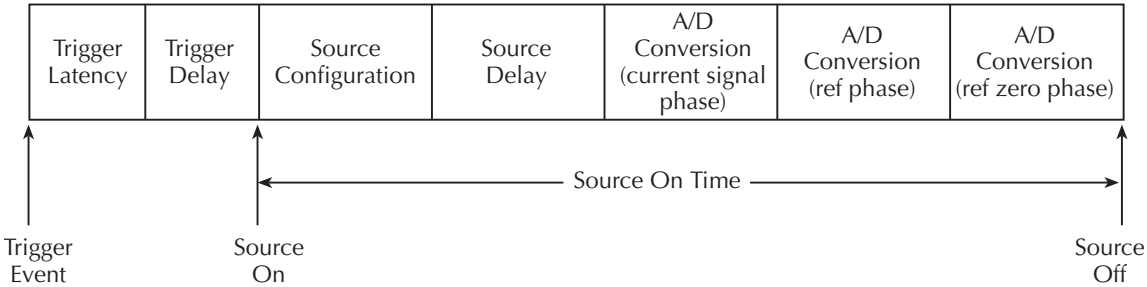 Trigger
Latency
Trigger
Delay
Source
Configuration
Source
Delay
A/D
Conversion
(current signal
phase)
A/D
Conversion
(ref phase)
A/D
Conversion
(ref zero phase)
Source On Time
Trigger
Event
Source
On
Source
Off